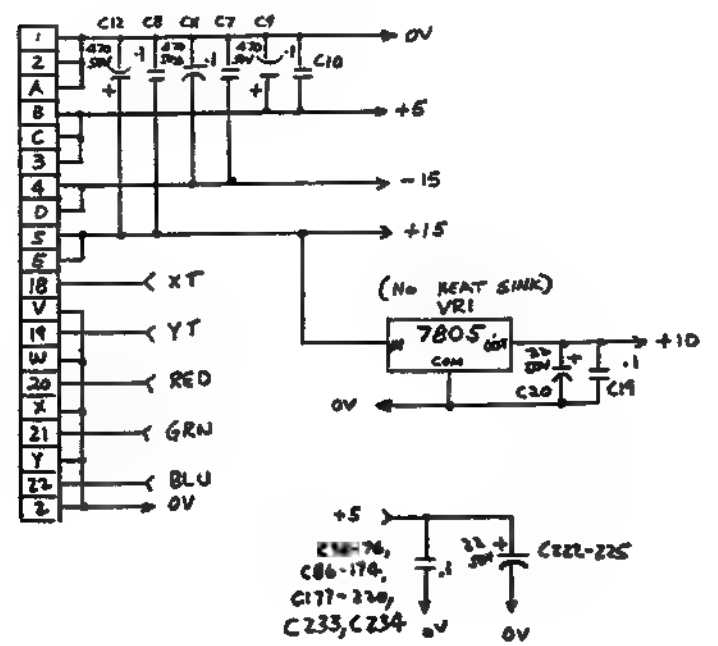 C12 C8 C11 C7 C9
1
2
A
B
C
3
4
D
5
E
18
V
19
W
20
X
21
Y
22
Z
470
50V
.1
470
50V
.1
470
50V
.1
C10
+
+
0V
+5
-15
+15
XT
YT
RED
GRN
BLU
0V
(NO HEAT SINK)
VR1
7805
IN
OUT
COM
+10
22
50V
+
.1
C20
C19
0V
+5
C86-174,
C177-220,
C233, C234
.1
0V
22
50V
+
C222-225
0V